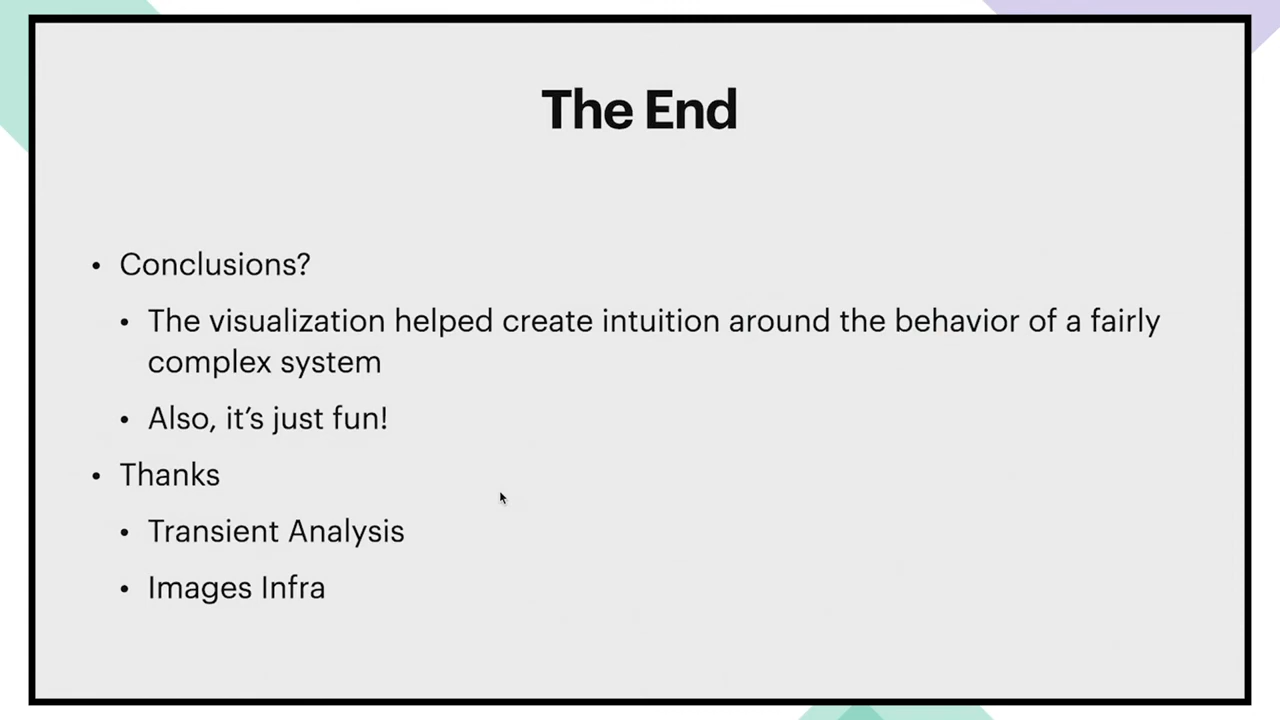 The End
• Conclusions?
• The visualization helped create intuition around the behavior of a fairly
complex system
• Also, it’s just fun!
• Thanks
• Transient Analysis
• Images Infra